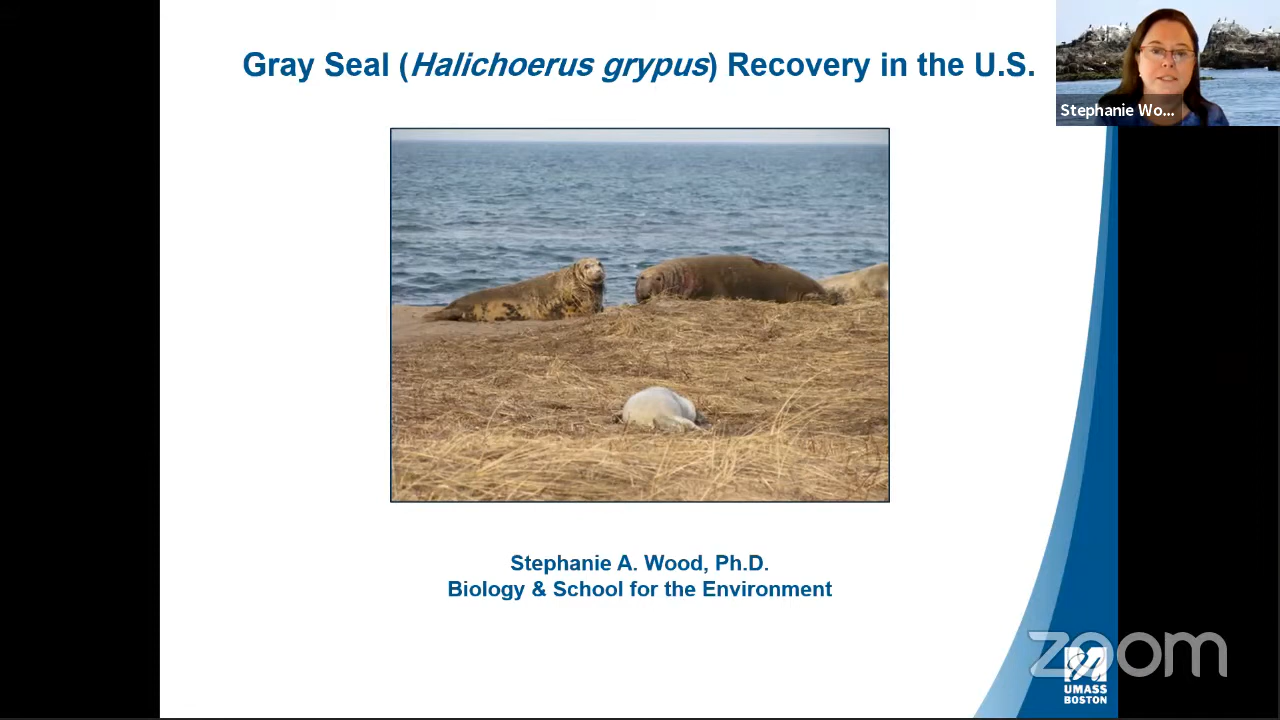 Gray Seal (Halichoerus grypus) Recovery in the U.S.
Stephanie Wo...
Stephanie A. Wood, Ph.D.
Biology & School for the Environment
zoom
UMASS
BOSTON